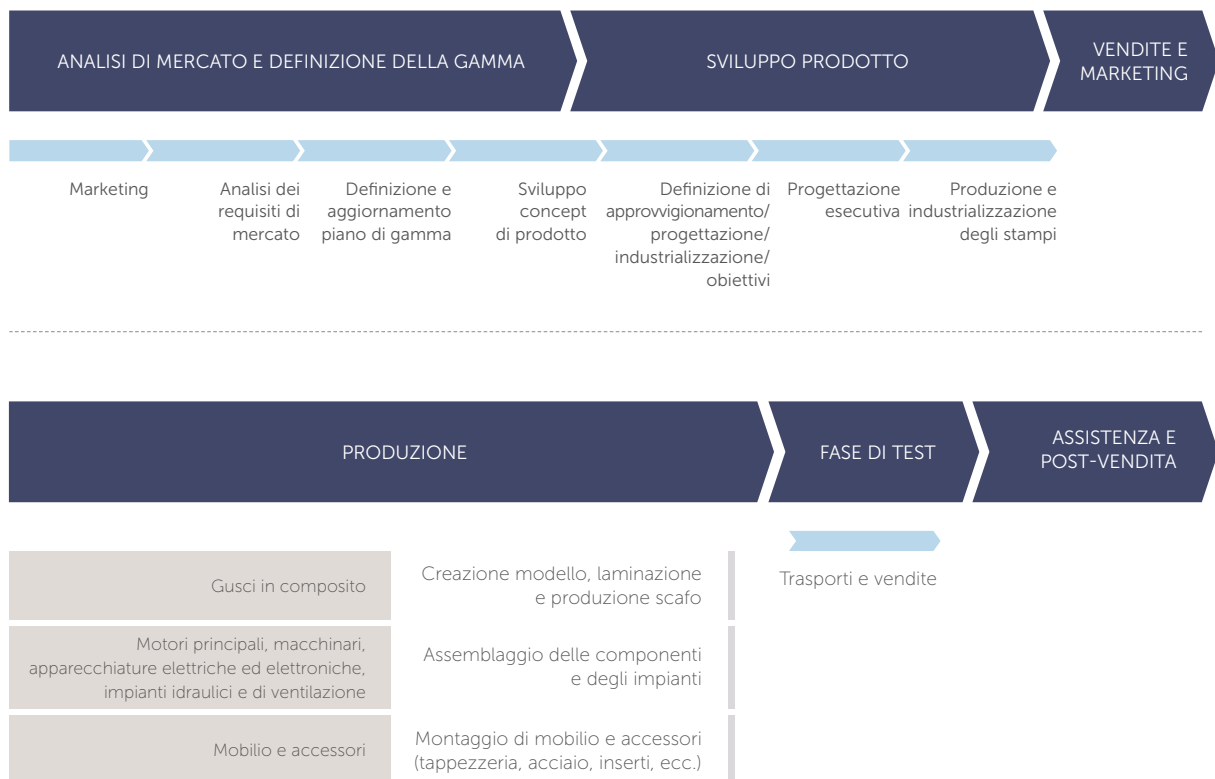 ANALISI DI MERCATO E DEFINIZIONE DELLA GAMMA
SVILUPPO PRODOTTO
VENDITE E
MARKETING
Marketing
Analisi dei
requisiti di
mercato
Definizione e
aggiornamento
piano di gamma
Sviluppo
concept
di prodotto
Definizione di
approvvigionamento/
progettazione/
industrializzazione/
obiettivi
Progettazione
esecutiva
Produzione e
industrializzazione
degli stampi
PRODUZIONE
FASE DI TEST
ASSISTENZA E
POST-VENDITA
Gusci in composito
Creazione modello, laminazione
e produzione scafo
Trasporti e vendite
Motori principali, macchinari,
apparecchiature elettriche ed elettroniche,
impianti idraulici e di ventilazione
Assemblaggio delle componenti
e degli impianti
Mobilio e accessori
Montaggio di mobilio e accessori
(tappezzeria, acciaio, inserti, ecc.)